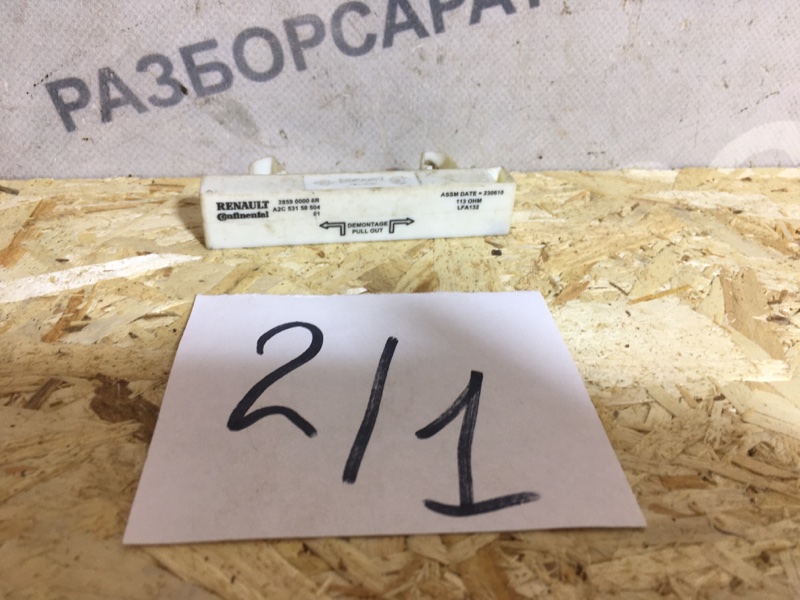 РАЗБОРСАРАТ
RENAULT
Continental
2859 0000 6R
A2C 531 58 504
01
DEMONTAGE
PULL OUT
ASSM DATE = 230610
113 OHM
LFA132
2/1